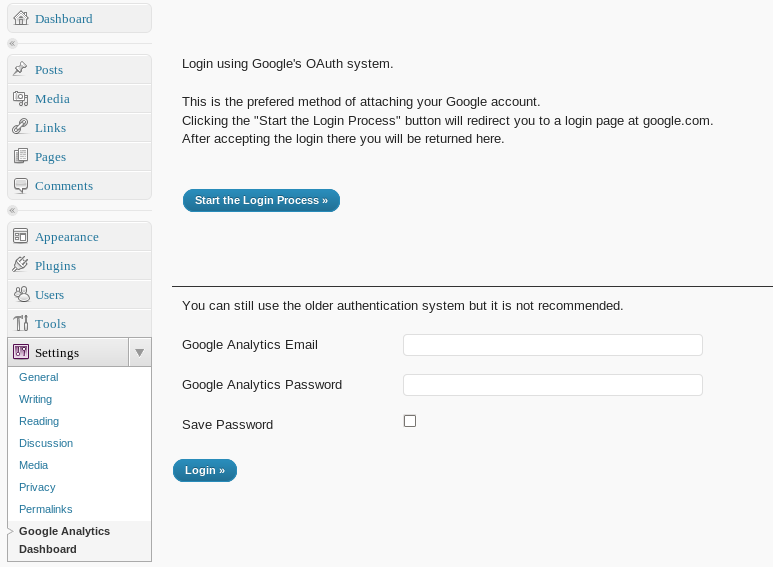 Dashboard
Posts
Media
Links
Pages
Comments
Appearance
Plugins
Users
Tools
Settings
General
Writing
Reading
Discussion
Media
Privacy
Permalinks
Google Analytics
Dashboard
Login using Google's OAuth system.
This is the prefered method of attaching your Google account.
Clicking the "Start the Login Process" button will redirect you to a login page at google.com.
After accepting the login there you will be returned here.
Start the Login Process »
You can still use the older authentication system but it is not recommended.
Google Analytics Email
Google Analytics Password
Save Password
Login »